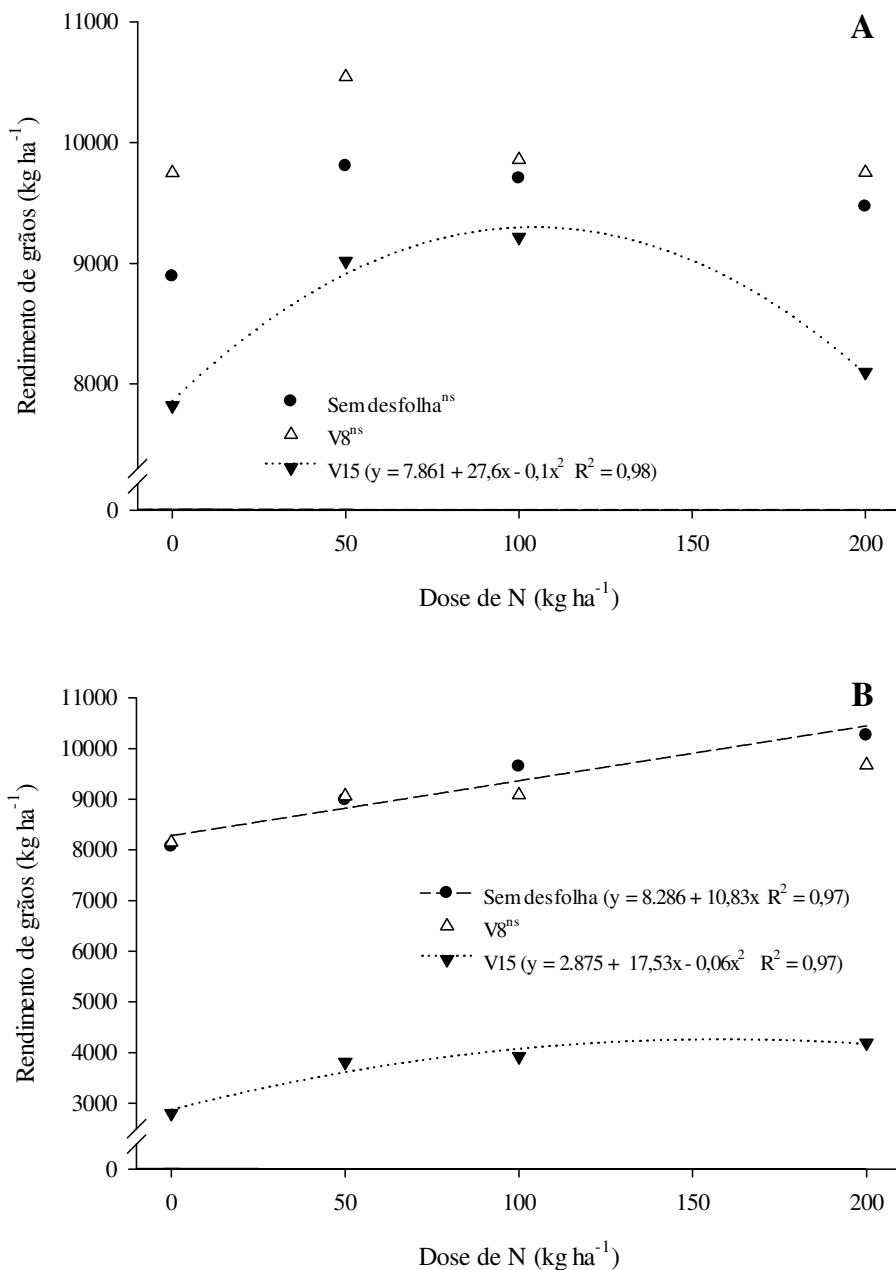 A
Rendimento de grãos (kg ha⁻¹)
11000
10000
9000
8000
0
Sem desfolhaⁿˢ
V8ⁿˢ
V15 (y = 7.861 + 27,6x - 0,1x² R² = 0,98)
0 50 100 150 200
Dose de N (kg ha⁻¹)
B
Rendimento de grãos (kg ha⁻¹)
11000
10000
9000
8000
7000
6000
5000
4000
3000
0
Sem desfolha (y = 8.286 + 10,83x R² = 0,97)
V8ⁿˢ
V15 (y = 2.875 + 17,53x - 0,06x² R² = 0,97)
0 50 100 150 200
Dose de N (kg ha⁻¹)